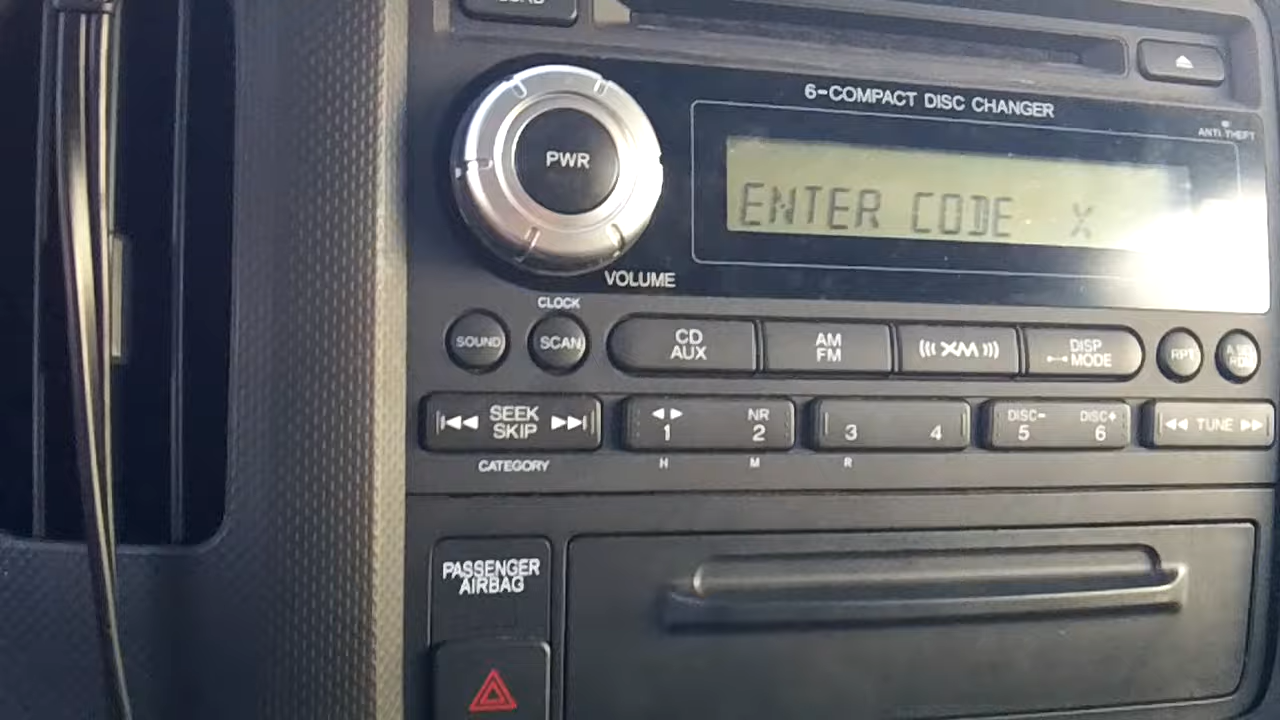 LOAD
6-COMPACT DISC CHANGER
ANTI THEFT
PWR
ENTER CODE X
VOLUME
CLOCK
SOUND
SCAN
CD
AUX
AM
FM
XM
DISP
MODE
RPT
SEEK
SKIP
1
NR
2
3
4
DISC-
5
DISC+
6
TUNE
CATEGORY
H
M
R
PASSENGER
AIRBAG